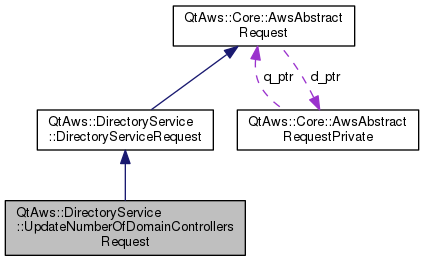 QtAws::Core::AwsAbstract
Request
q_ptr
d_ptr
QtAws::DirectoryService
::DirectoryServiceRequest
QtAws::Core::AwsAbstract
RequestPrivate
QtAws::DirectoryService
::UpdateNumberOfDomainControllers
Request